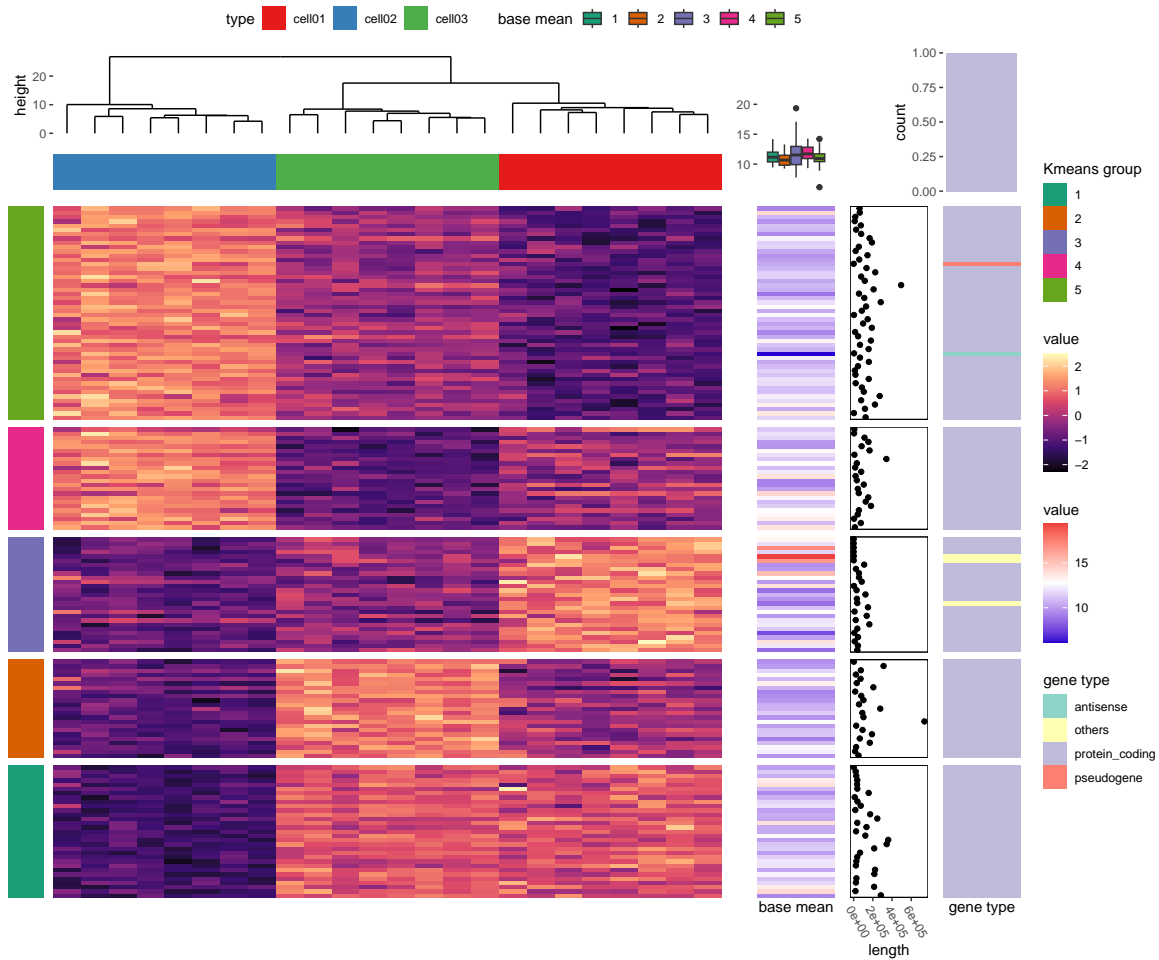 type cell01 cell02 cell03 base mean 1 2 3 4 5
height
20
10
0
20
15
10
count
1.00
0.75
0.50
0.25
0.00
Kmeans group
1
2
3
4
5
value
2
1
0
−1
−2
value
15
10
gene type
antisense
others
protein_coding
pseudogene
base mean
0e+00
2e+05
4e+05
6e+05
length
gene type